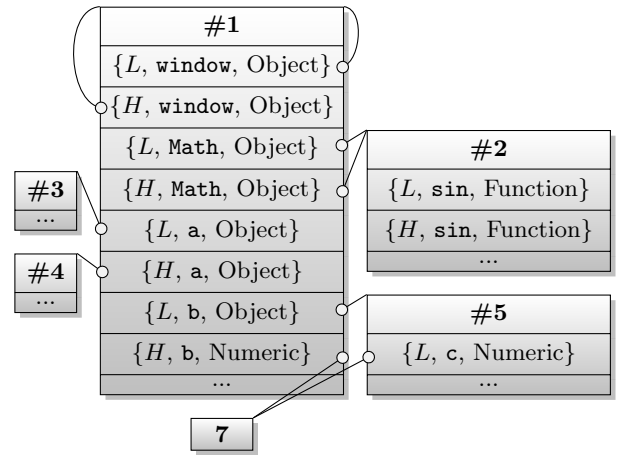 #1
{L, window, Object}
{H, window, Object}
{L, Math, Object}
{H, Math, Object}
{L, a, Object}
{H, a, Object}
{L, b, Object}
{H, b, Numeric}
...
#2
{L, sin, Function}
{H, sin, Function}
...
#3
...
#4
...
#5
{L, c, Numeric}
...
7